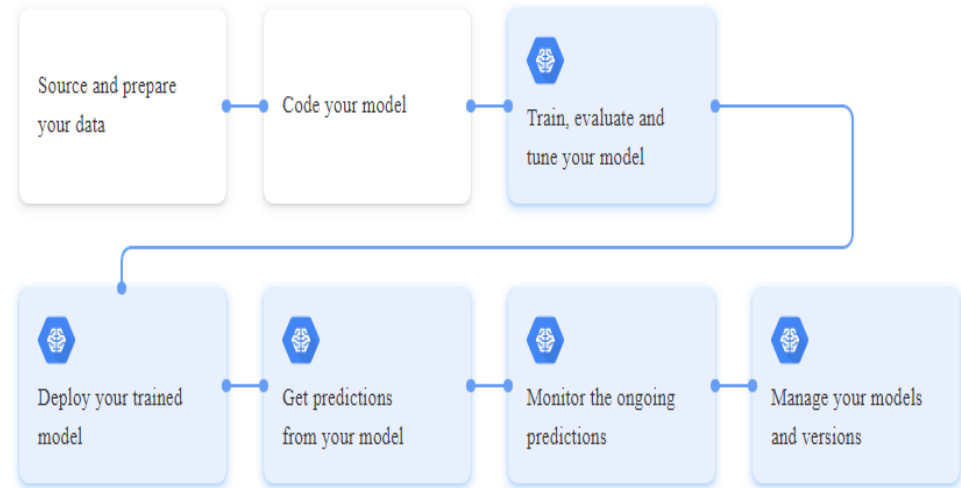 Source and prepare
your data
Code your model
Train, evaluate and
tune your model
Deploy your trained
model
Get predictions
from your model
Monitor the ongoing
predictions
Manage your models
and versions